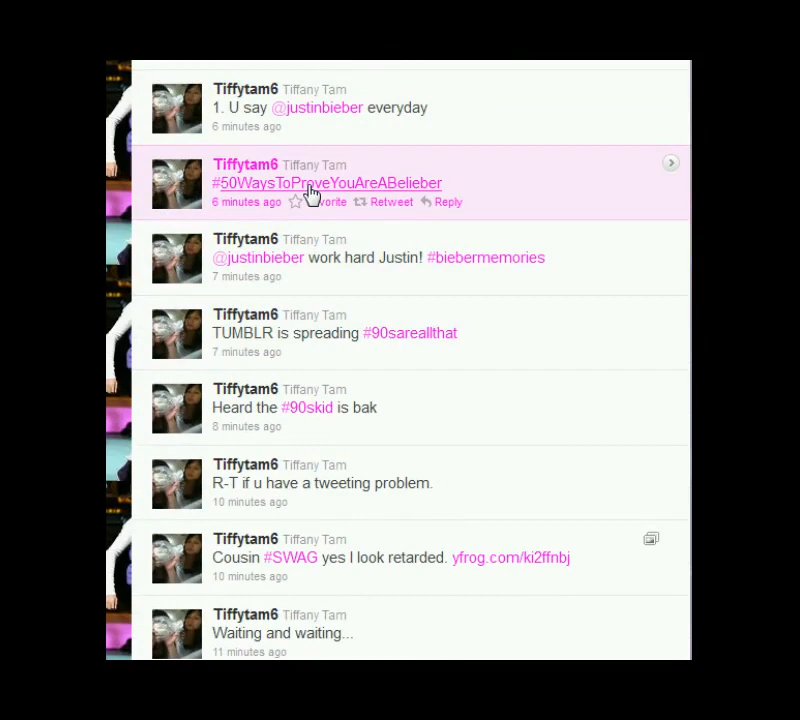 Tiffytam6 Tiffany Tam
1. U say @justinbieber everyday
6 minutes ago
Tiffytam6 Tiffany Tam
#50WaysToProveYouAreABelieber
6 minutes ago Favorite Retweet Reply
Tiffytam6 Tiffany Tam
@justinbieber work hard Justin! #biebermemories
7 minutes ago
Tiffytam6 Tiffany Tam
TUMBLR is spreading #90sareallthat
7 minutes ago
Tiffytam6 Tiffany Tam
Heard the #90skid is bak
8 minutes ago
Tiffytam6 Tiffany Tam
R-T if u have a tweeting problem.
10 minutes ago
Tiffytam6 Tiffany Tam
Cousin #SWAG yes I look retarded. yfrog.com/ki2ffnbj
10 minutes ago
Tiffytam6 Tiffany Tam
Waiting and waiting...
11 minutes ago